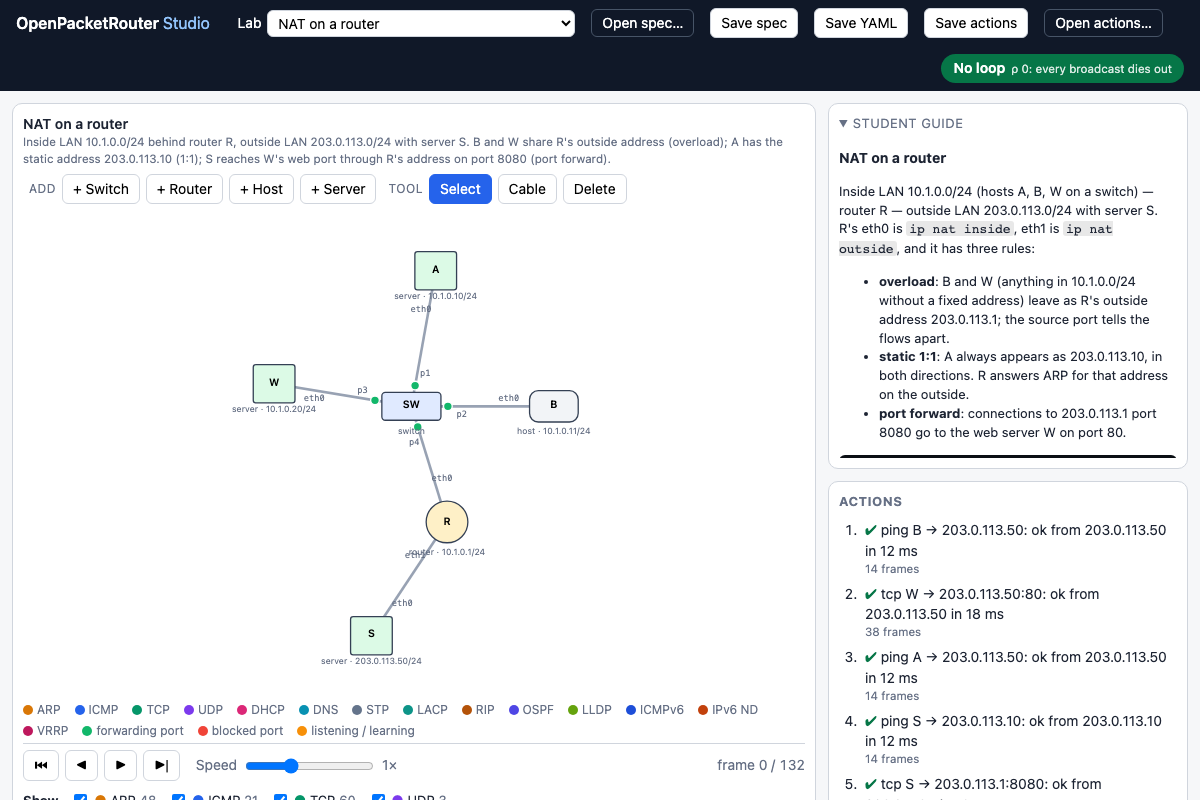 OpenPacketRouter Studio
Lab
NAT on a router
Open spec...
Save spec
Save YAML
Save actions
Open actions...
No loop ρ 0: every broadcast dies out
NAT on a router
Inside LAN 10.1.0.0/24 behind router R, outside LAN 203.0.113.0/24 with server S. B and W share R's outside address (overload); A has the
static address 203.0.113.10 (1:1); S reaches W's web port through R's address on port 8080 (port forward).
ADD
+ Switch
+ Router
+ Host
+ Server
TOOL
Select
Cable
Delete
A
server · 10.1.0.10/24
eth0
p1
W
server · 10.1.0.20/24
eth0
p3
SW
switch
p4
p2
eth0
B
host · 10.1.0.11/24
eth0
R
router · 10.1.0.1/24
eth1
eth0
S
server · 203.0.113.50/24
ARP
ICMP
TCP
UDP
DHCP
DNS
STP
LACP
RIP
OSPF
LLDP
ICMPv6
IPv6 ND
VRRP
forwarding port
blocked port
listening / learning
Speed
1×
frame 0 / 132
Show
ARP 48
ICMP 21
TCP 60
UDP 3
▼ STUDENT GUIDE
NAT on a router
Inside LAN 10.1.0.0/24 (hosts A, B, W on a switch) —
router R — outside LAN 203.0.113.0/24 with server S.
R's eth0 is ip nat inside, eth1 is ip nat
outside, and it has three rules:
• overload: B and W (anything in 10.1.0.0/24
without a fixed address) leave as R's outside
address 203.0.113.1; the source port tells the
flows apart.
• static 1:1: A always appears as 203.0.113.10, in
both directions. R answers ARP for that address
on the outside.
• port forward: connections to 203.0.113.1 port
8080 go to the web server W on port 80.
ACTIONS
1. ✔ ping B → 203.0.113.50: ok from 203.0.113.50
in 12 ms
14 frames
2. ✔ tcp W → 203.0.113.50:80: ok from
203.0.113.50 in 18 ms
38 frames
3. ✔ ping A → 203.0.113.50: ok from 203.0.113.50
in 12 ms
14 frames
4. ✔ ping S → 203.0.113.10: ok from 203.0.113.10
in 12 ms
14 frames
5. ✔ tcp S → 203.0.113.1:8080: ok from